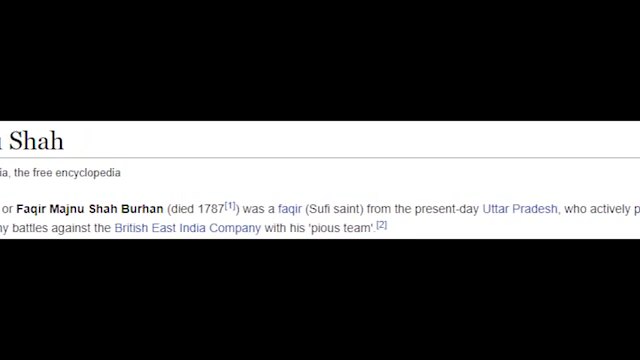 Shah
ia, the free encyclopedia
or Faqir Majnu Shah Burhan (died 1787[1]) was a faqir (Sufi saint) from the present-day Uttar Pradesh, who actively p
ny battles against the British East India Company with his 'pious team'.[2]